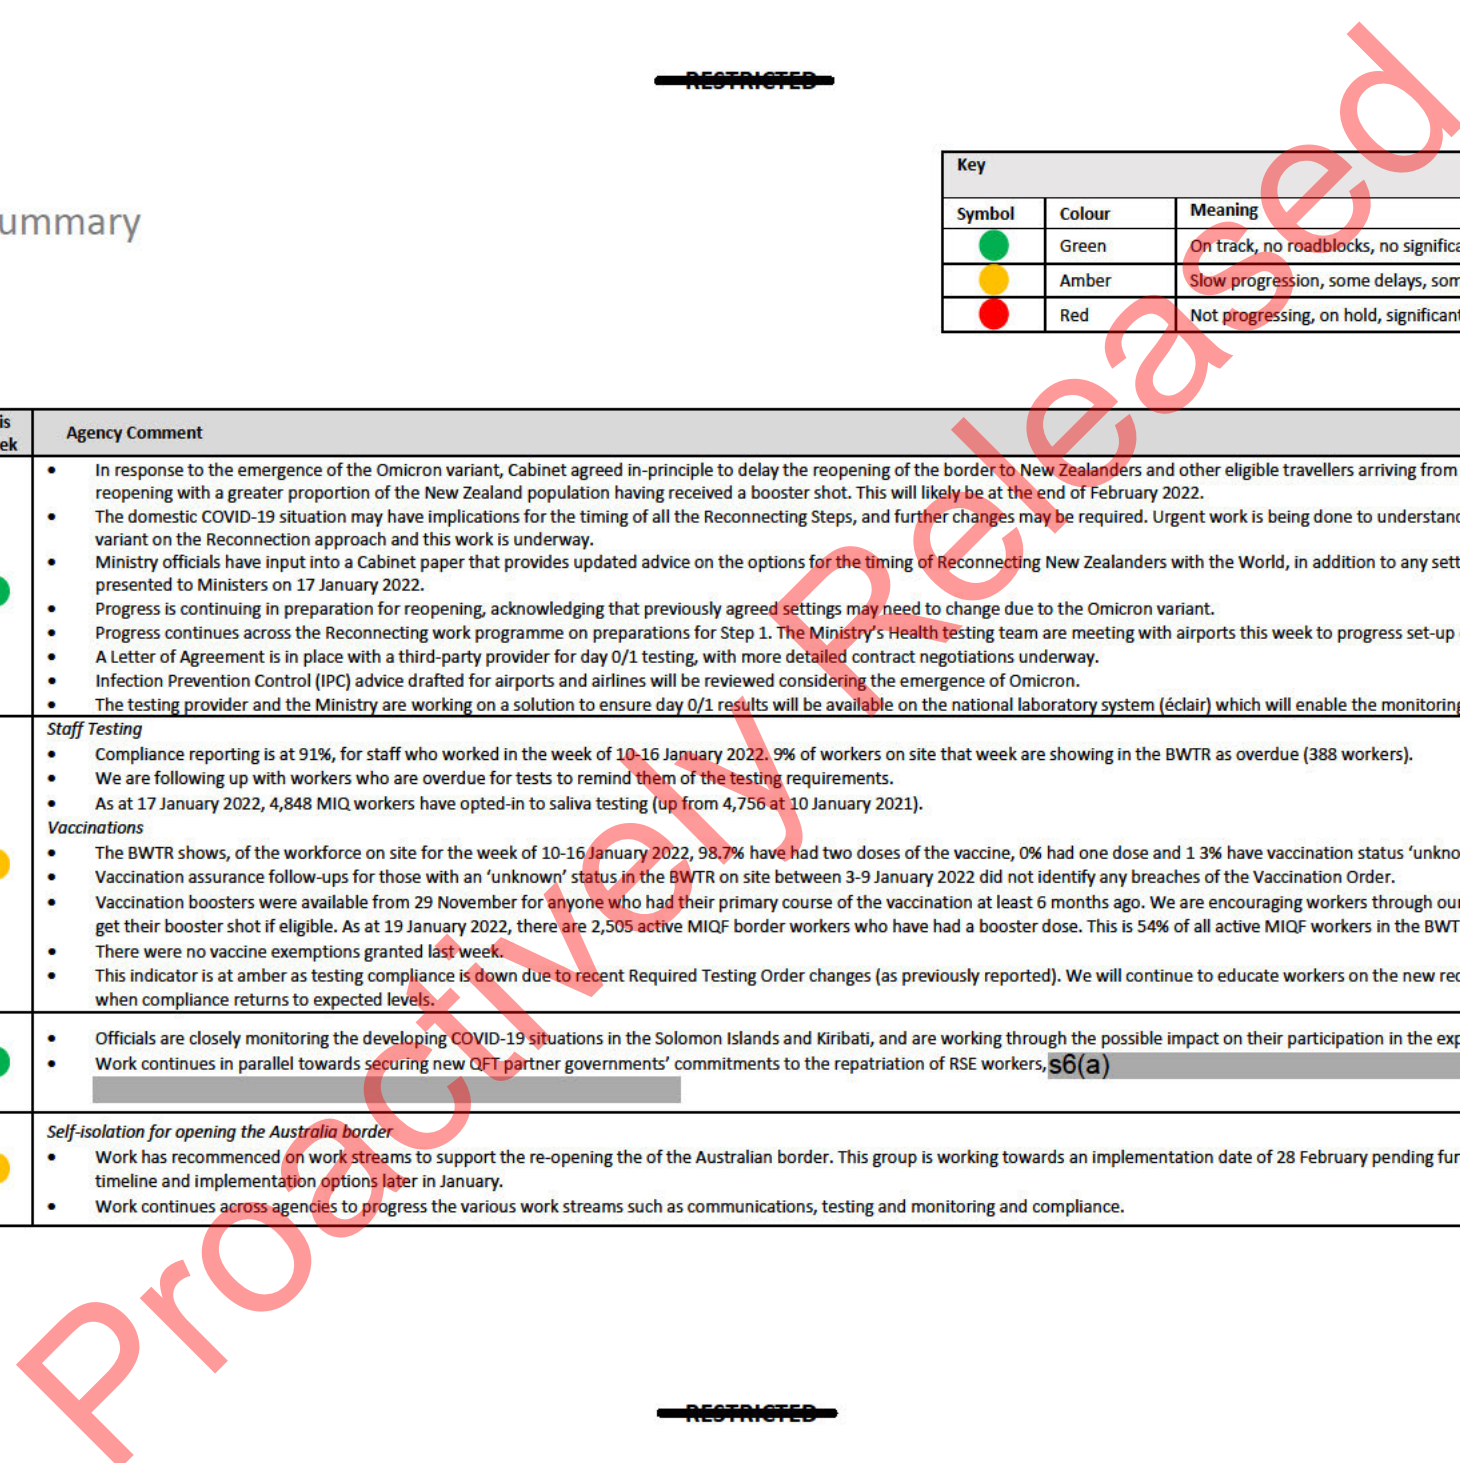 RESTRICTED
Key
Symbol Colour Meaning
Green On track, no roadblocks, no signific
Amber Slow progression, some delays, som
Red Not progressing, on hold, significant
ummary
is
ek
Agency Comment
• In response to the emergence of the Omicron variant, Cabinet agreed in-principle to delay the reopening of the border to New Zealanders and other eligible travellers arriving from
reopening with a greater proportion of the New Zealand population having received a booster shot. This will likely be at the end of February 2022.
• The domestic COVID-19 situation may have implications for the timing of all the Reconnecting Steps, and further changes may be required. Urgent work is being done to understand
variant on the Reconnection approach and this work is underway.
• Ministry officials have input into a Cabinet paper that provides updated advice on the options for the timing of Reconnecting New Zealanders with the World, in addition to any sett
presented to Ministers on 17 January 2022.
• Progress is continuing in preparation for reopening, acknowledging that previously agreed settings may need to change due to the Omicron variant.
• Progress continues across the Reconnecting work programme on preparations for Step 1. The Ministry's Health testing team are meeting with airports this week to progress set-up
• A Letter of Agreement is in place with a third-party provider for day 0/1 testing, with more detailed contract negotiations underway.
• Infection Prevention Control (IPC) advice drafted for airports and airlines will be reviewed considering the emergence of Omicron.
• The testing provider and the Ministry are working on a solution to ensure day 0/1 results will be available on the national laboratory system (éclair) which will enable the monitoring
Staff Testing
• Compliance reporting is at 91%, for staff who worked in the week of 10-16 January 2022. 9% of workers on site that week are showing in the BWTR as overdue (388 workers).
• We are following up with workers who are overdue for tests to remind them of the testing requirements.
• As at 17 January 2022, 4,848 MIQ workers have opted-in to saliva testing (up from 4,756 at 10 January 2021).
Vaccinations
• The BWTR shows, of the workforce on site for the week of 10-16 January 2022, 98.7% have had two doses of the vaccine, 0% had one dose and 1 3% have vaccination status 'unkno
• Vaccination assurance follow-ups for those with an 'unknown' status in the BWTR on site between 3-9 January 2022 did not identify any breaches of the Vaccination Order.
• Vaccination boosters were available from 29 November for anyone who had their primary course of the vaccination at least 6 months ago. We are encouraging workers through ou
get their booster shot if eligible. As at 19 January 2022, there are 2,505 active MIQF border workers who have had a booster dose. This is 54% of all active MIQF workers in the BWT
• There were no vaccine exemptions granted last week.
• This indicator is at amber as testing compliance is down due to recent Required Testing Order changes (as previously reported). We will continue to educate workers on the new rec
when compliance returns to expected levels.
• Officials are closely monitoring the developing COVID-19 situations in the Solomon Islands and Kiribati, and are working through the possible impact on their participation in the exp
• Work continues in parallel towards securing new QFT partner governments' commitments to the repatriation of RSE workers, s6(a)
Self-isolation for opening the Australia border
• Work has recommenced on work streams to support the re-opening the of the Australian border. This group is working towards an implementation date of 28 February pending fur
timeline and implementation options later in January.
• Work continues across agencies to progress the various work streams such as communications, testing and monitoring and compliance.
Proactively Released
RESTRICTED